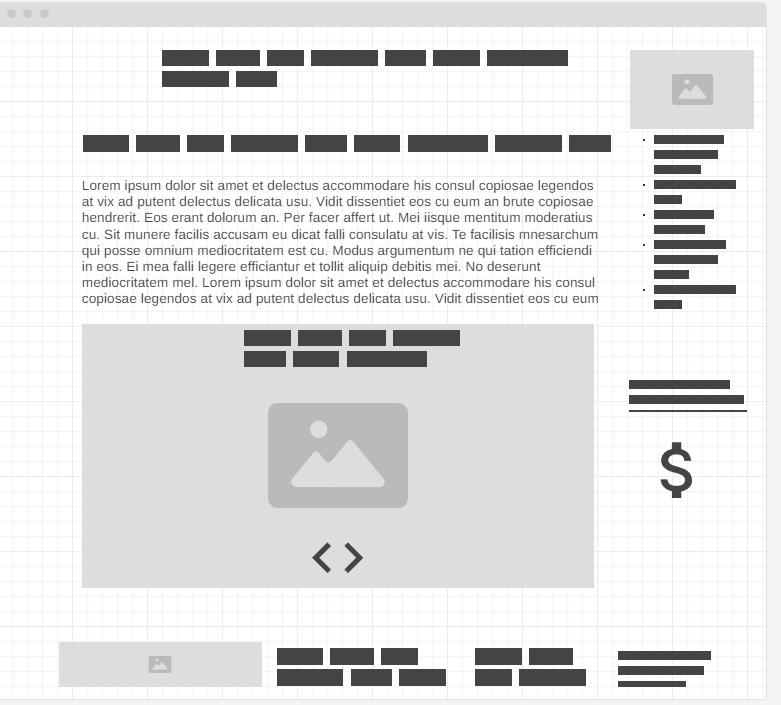 Lorem ipsum dolor sit amet et delectus accommodare his consul copiosae legendos
at vix ad putent delectus delicata usu. Vidit dissentiet eos cu eum an brute copiosae
hendrerit. Eos erant dolorum an. Per facer affert ut. Mei iisque mentitum moderatius
cu. Sit munere facilis accusam eu dicat falli consulatu at vis. Te facilisis mnesarchum
qui posse omnium mediocritatem est cu. Modus argumentum ne qui tation efficiendi
in eos. Ei mea falli legere efficiantur et tollit aliquip debitis mei. No deserunt
mediocritatem mel. Lorem ipsum dolor sit amet et delectus accommodare his consul
copiosae legendos at vix ad putent delectus delicata usu. Vidit dissentiet eos cu eum
$